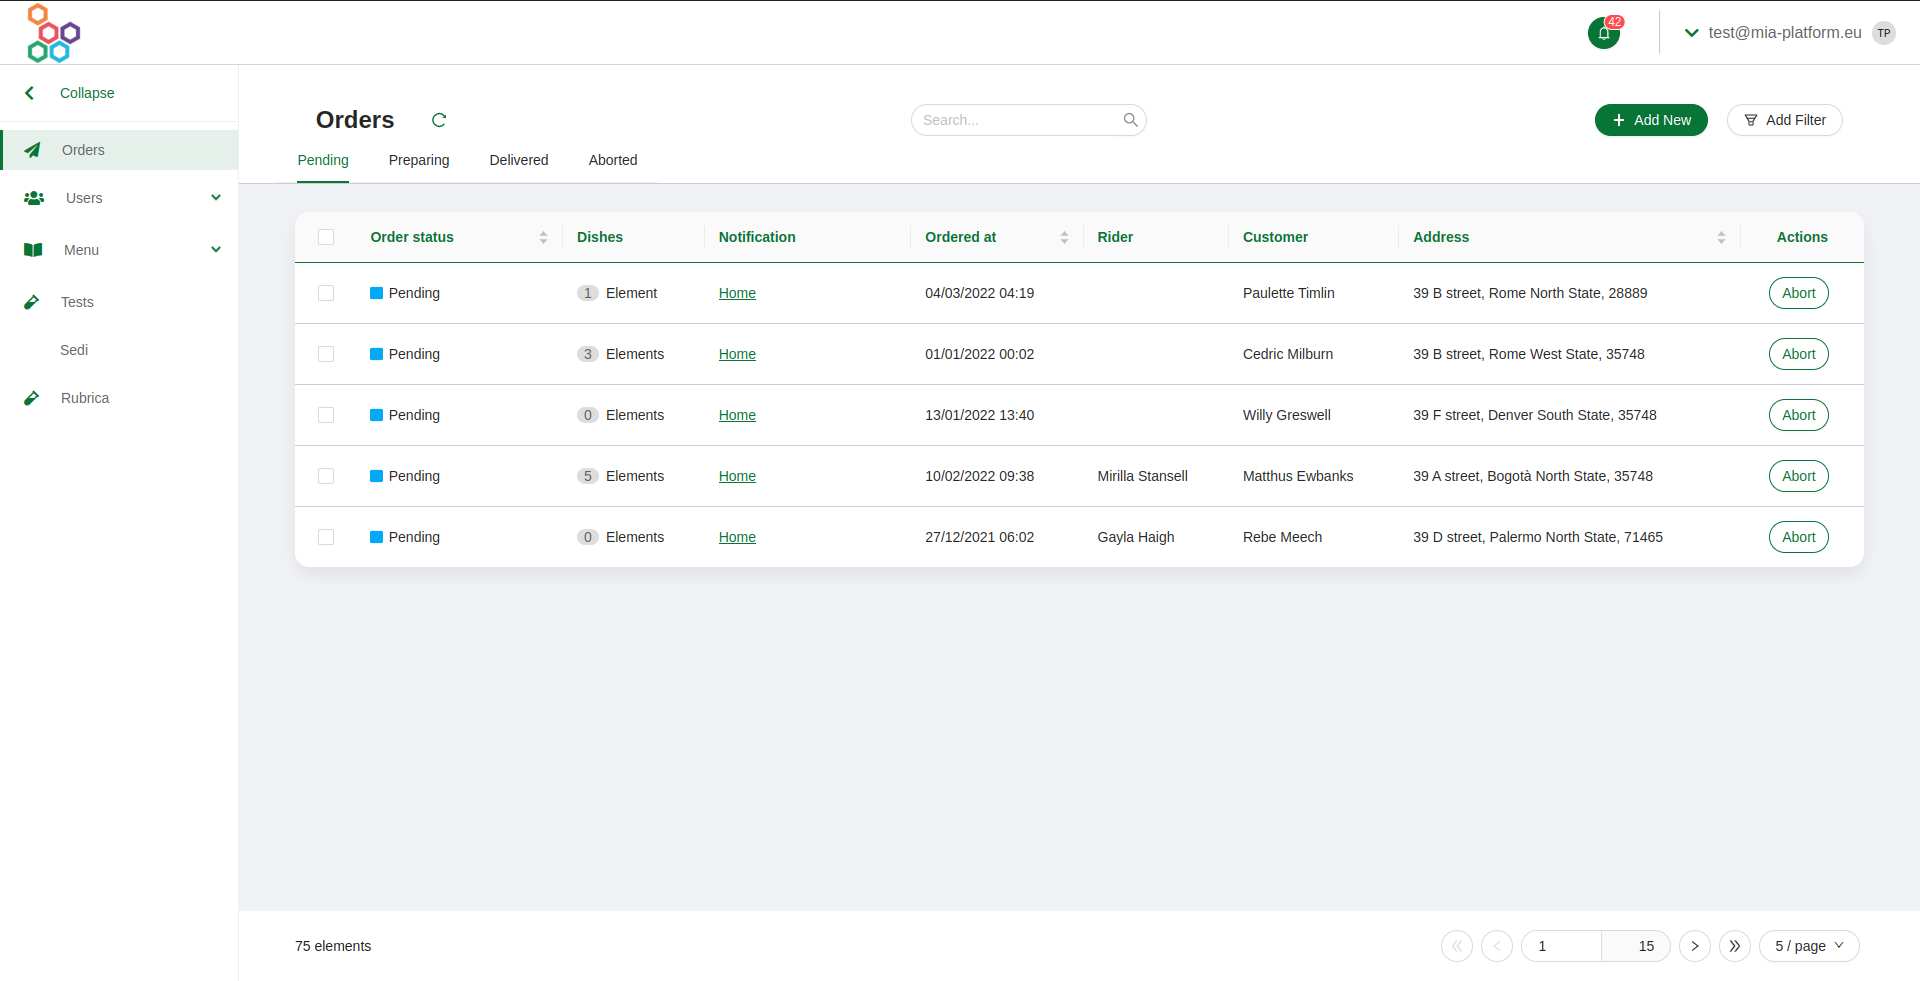 42
test@mia-platform.eu TP
Collapse
Orders
Users
Menu
Tests
Sedi
Rubrica
Orders
Search...
Add New
Add Filter
Pending Preparing Delivered Aborted
Order status Dishes Notification Ordered at Rider Customer Address Actions
Pending 1 Element Home 04/03/2022 04:19 Paulette Timlin 39 B street, Rome North State, 28889 Abort
Pending 3 Elements Home 01/01/2022 00:02 Cedric Milburn 39 B street, Rome West State, 35748 Abort
Pending 0 Elements Home 13/01/2022 13:40 Willy Greswell 39 F street, Denver South State, 35748 Abort
Pending 5 Elements Home 10/02/2022 09:38 Mirilla Stansell Matthus Ewbanks 39 A street, Bogotà North State, 35748 Abort
Pending 0 Elements Home 27/12/2021 06:02 Gayla Haigh Rebe Meech 39 D street, Palermo North State, 71465 Abort
75 elements
1 15
5 / page